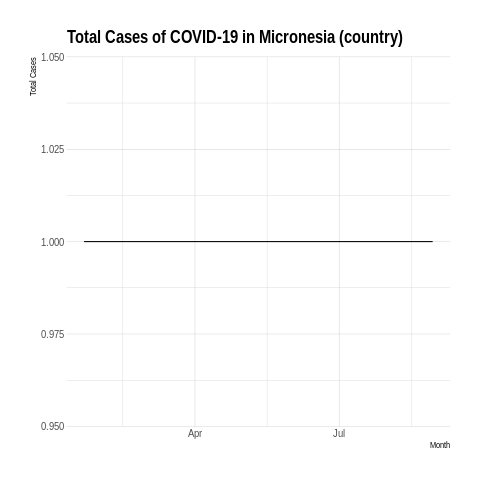 Total Cases of COVID-19 in Micronesia (country)
Total Cases
1.050
1.025
1.000
0.975
0.950
Apr
Jul
Month